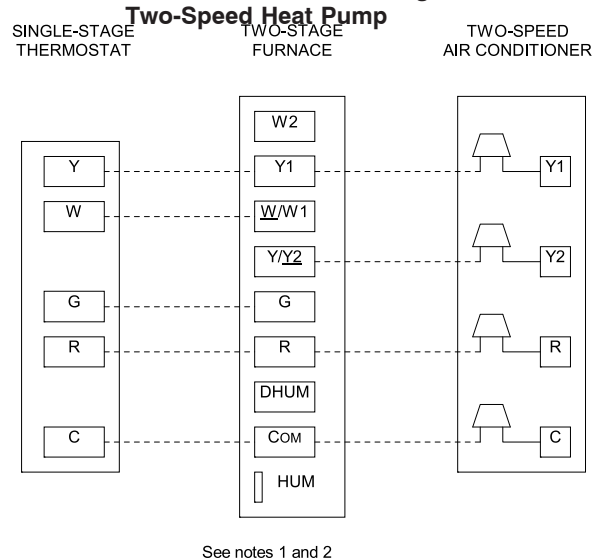 Two-Speed Heat Pump
SINGLE-STAGE THERMOSTAT
TWO-STAGE FURNACE
TWO-SPEED AIR CONDITIONER
W2
Y Y1 Y1
W W/W1
Y/Y2 Y2
G G
R R R
DHUM
C COM C
HUM
See notes 1 and 2